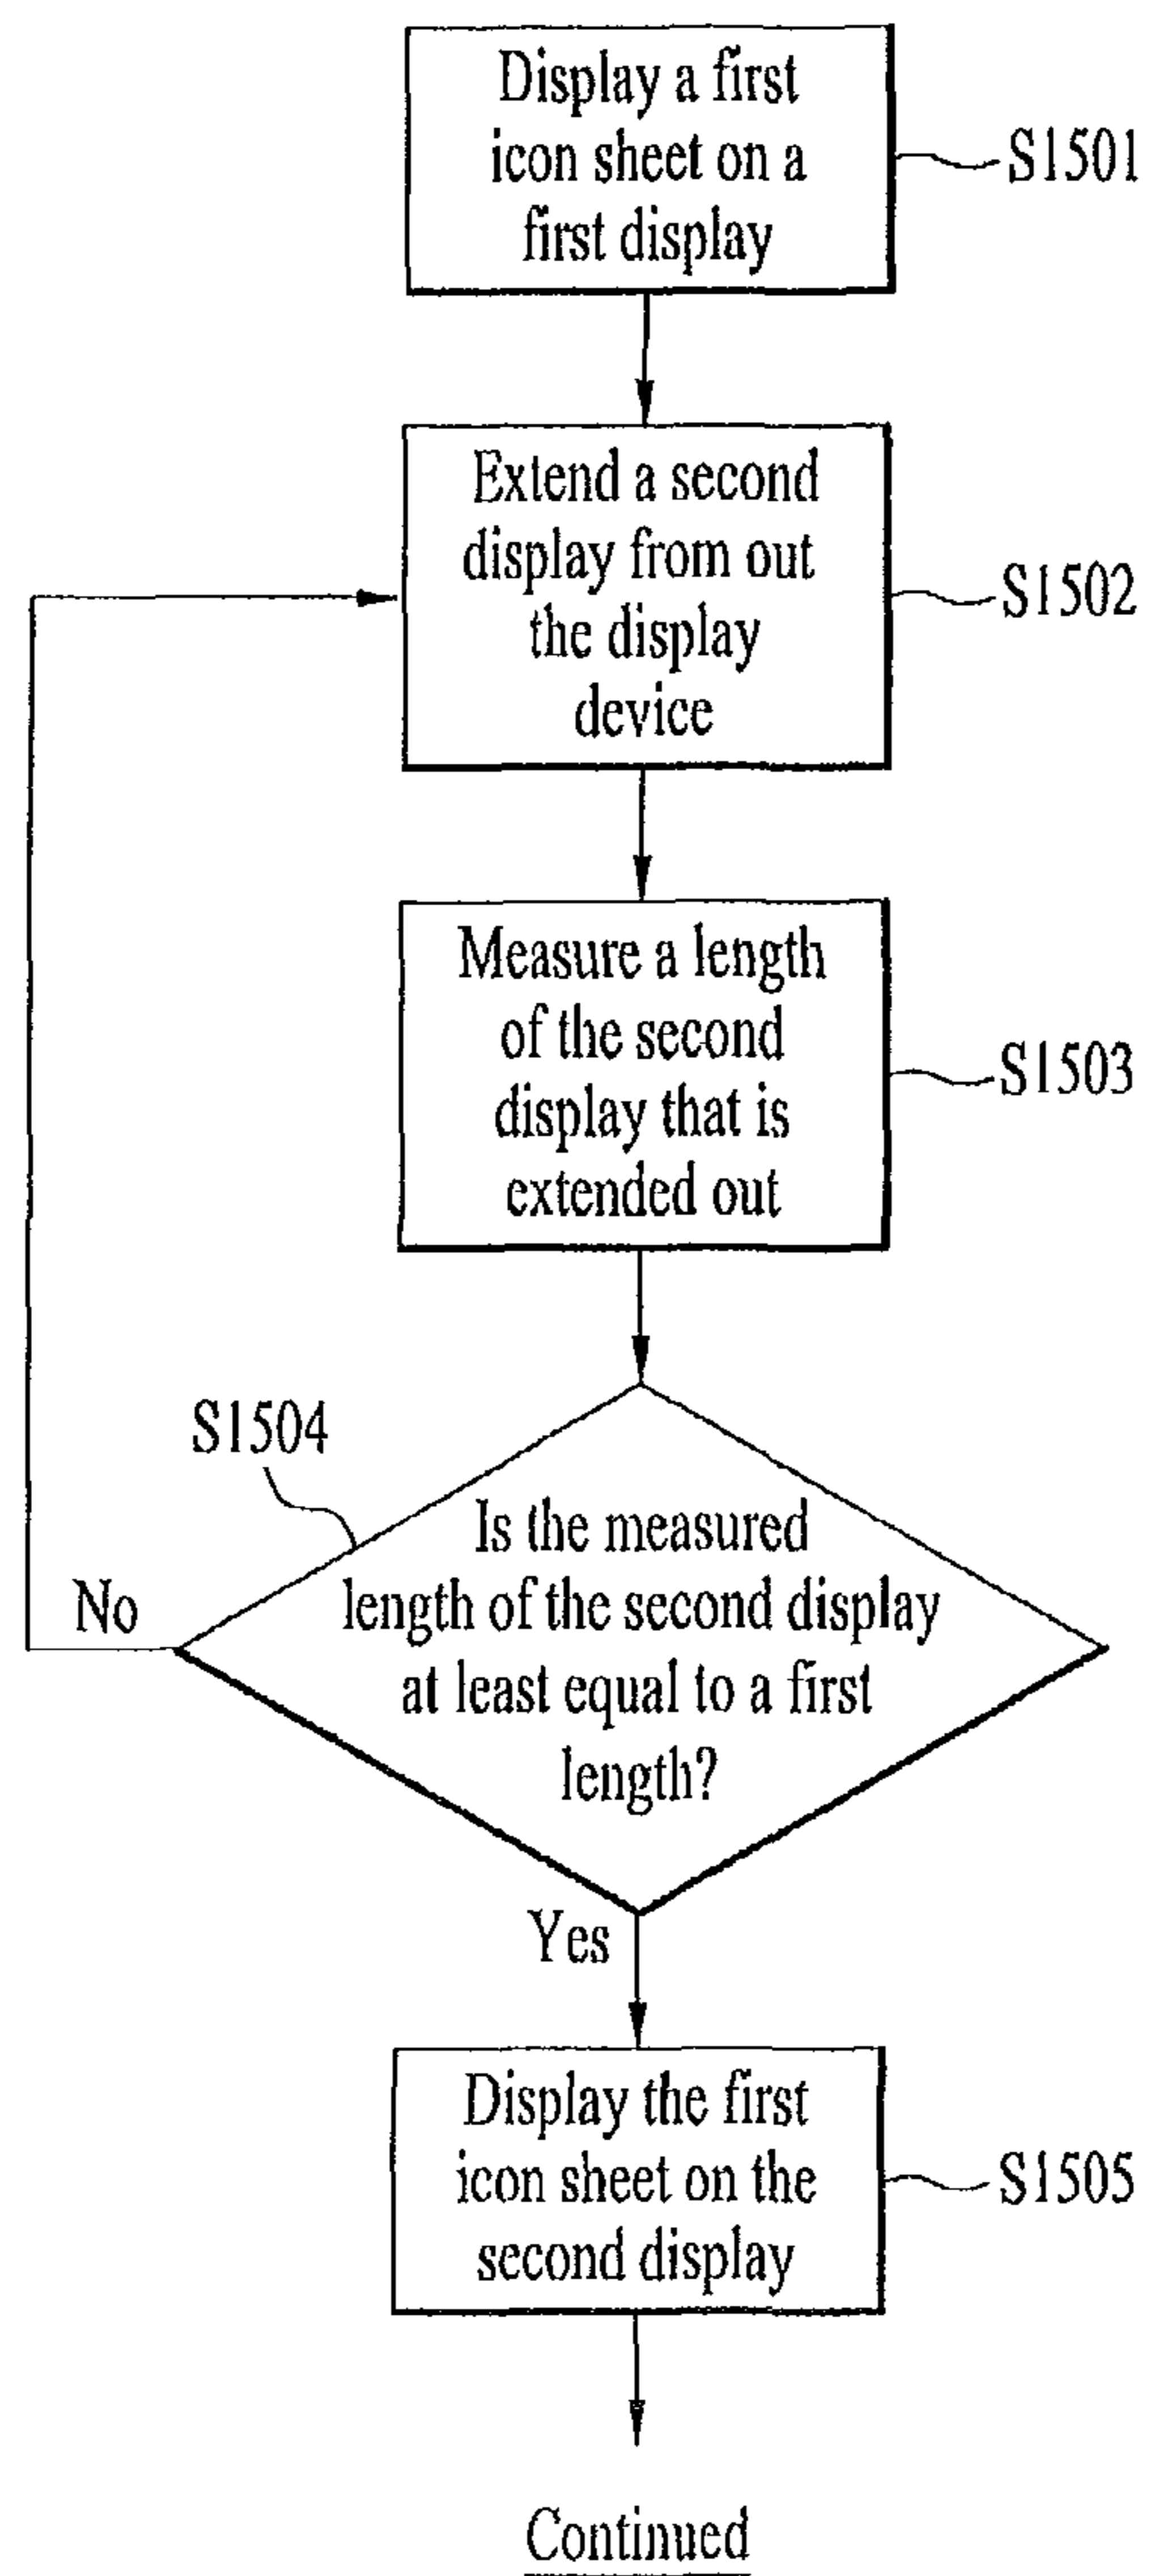 Display a first
icon sheet on a
first display
S1501
Extend a second
display from out
the display
device
S1502
Measure a length
of the second
display that is
extended out
S1503
S1504
Is the measured
length of the second display
at least equal to a first
length?
No
Yes
Display the first
icon sheet on the
second display
S1505
Continued